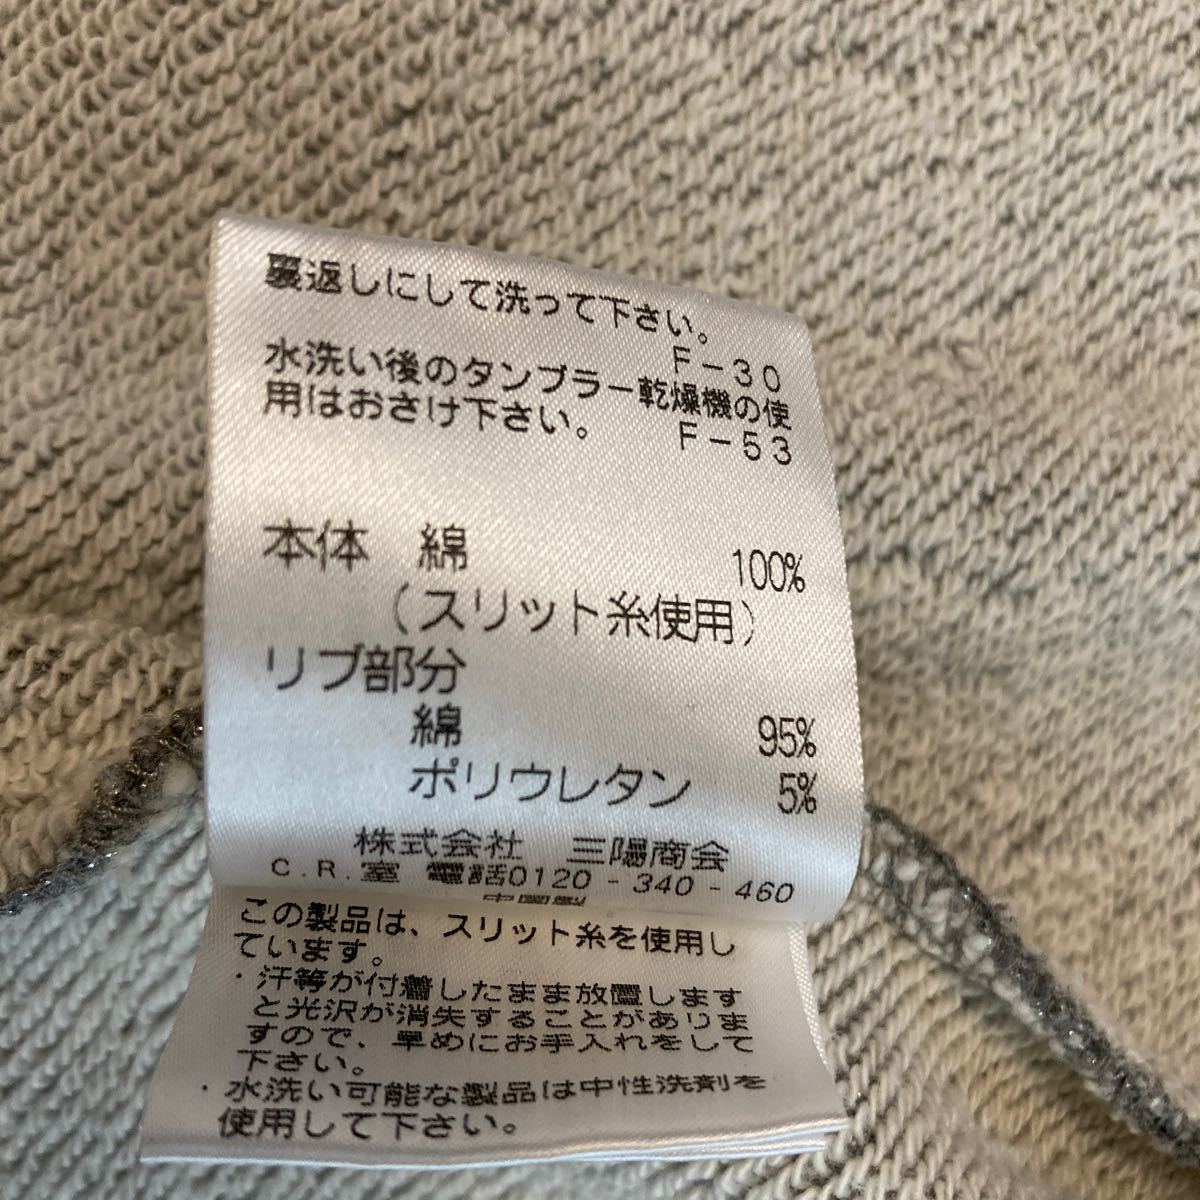 裏返しにして洗って下さい。
F-30
水洗い後のタンブラー乾燥機の使
用はおさけ下さい。 F-53
本体 綿 100%
(スリット糸使用)
リブ部分
綿 95%
ポリウレタン 5%
株式会社 三陽商会
C.R.室 電話0120-340-460
この製品は、スリット糸を使用し
ています。
・汗等が付着したまま放置します
と光沢が消失することがありま
すので、早めにお手入れをして
下さい。
・水洗い可能な製品は中性洗剤を
使用して下さい。